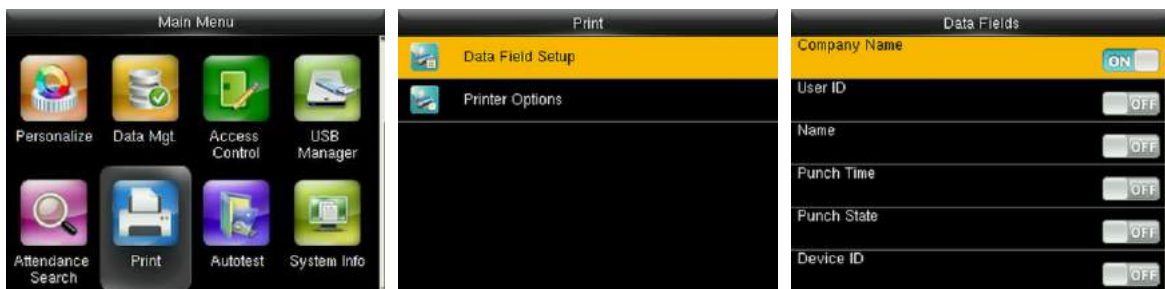 Main Menu
Personalize
Data Mgt.
Access
Control
USB
Manager
Attendance
Search
Print
Autotest
System Info
Print
Data Field Setup
Printer Options
Data Fields
Company Name
ON
User ID
OFF
Name
OFF
Punch Time
OFF
Punch State
OFF
Device ID
OFF